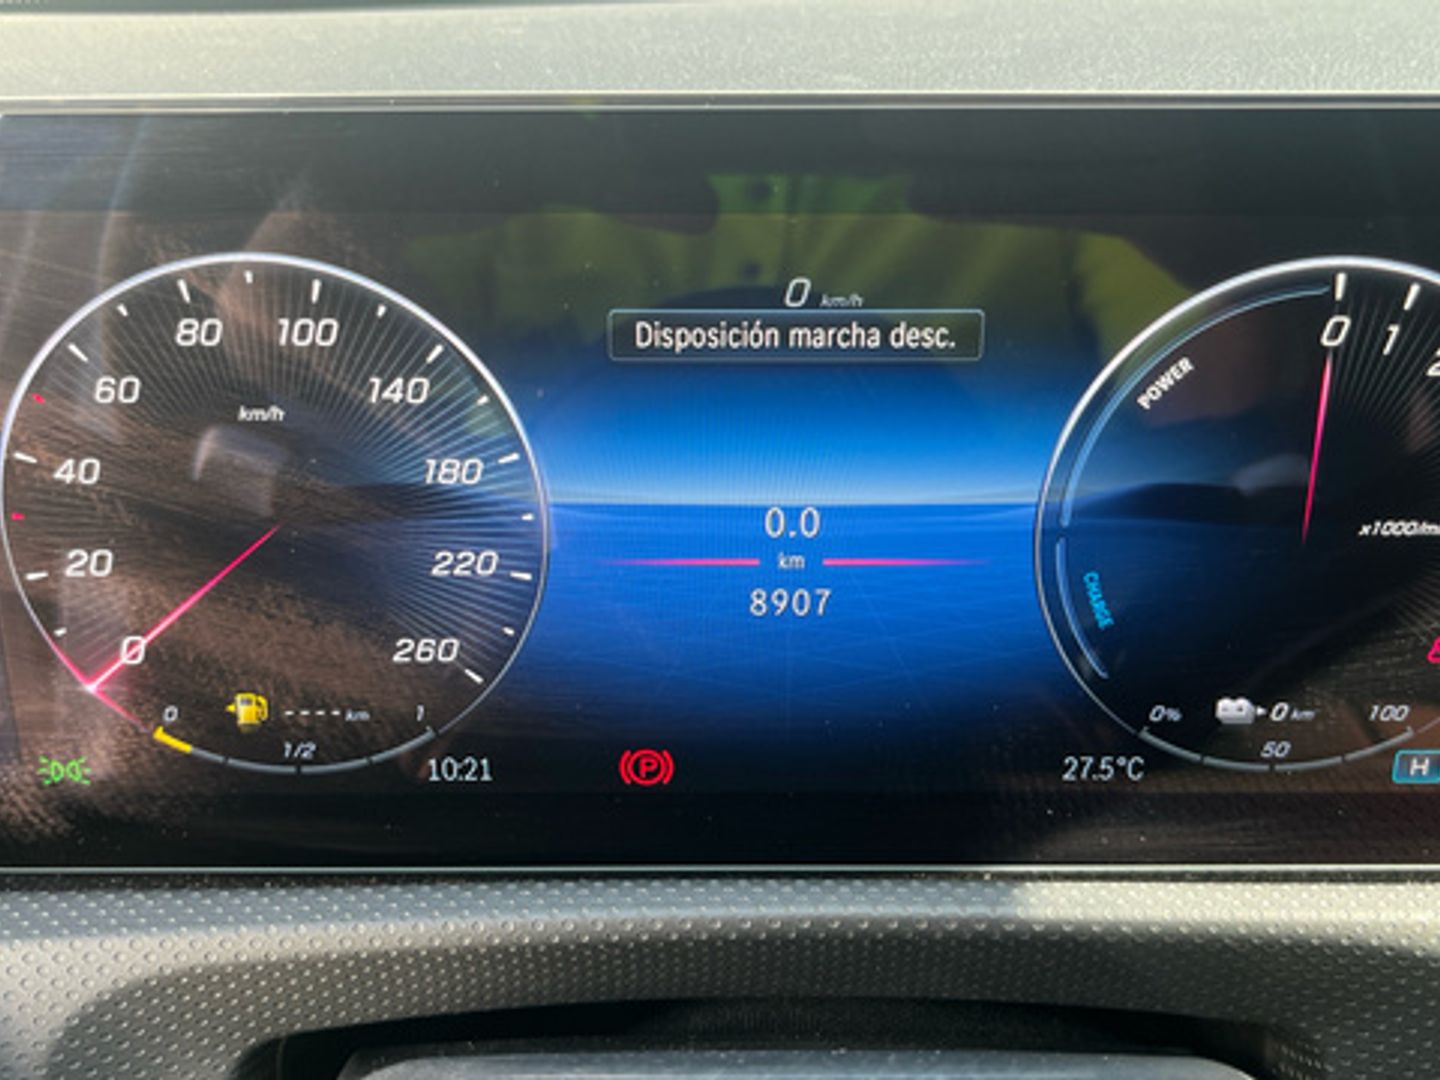 0 km/h
Disposición marcha desc.
80 100
60 140
km/h
40 180
20 220
0 260
0 ----km 1
1/2
10:21
0.0
km
8907
P
0 1
POWER
CHARGE
0% 0 km 100
50
27.5°C
H